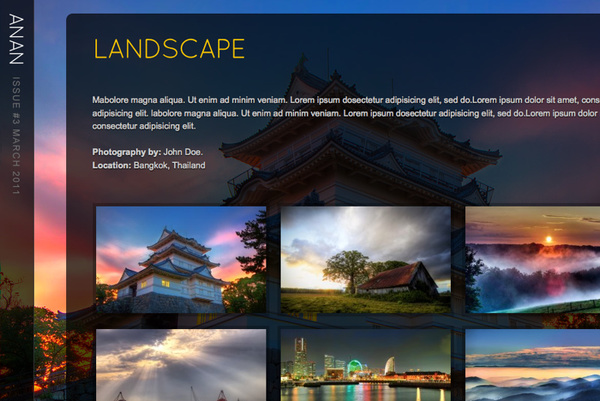 ANAN
ISSUE #3 MARCH 2011
LANDSCAPE
Mabolore magna aliqua. Ut enim ad minim veniam. Lorem ipsum dosectetur adipisicing elit, sed do.Lorem ipsum dolor sit amet, cons
adipisicing elit. labolore magna aliqua. Ut enim ad minim veniam. Lorem ipsum dosectetur adipisicing elit, sed do.Lorem ipsum dolor
consectetur adipisicing elit.
Photography by: John Doe.
Location: Bangkok, Thailand